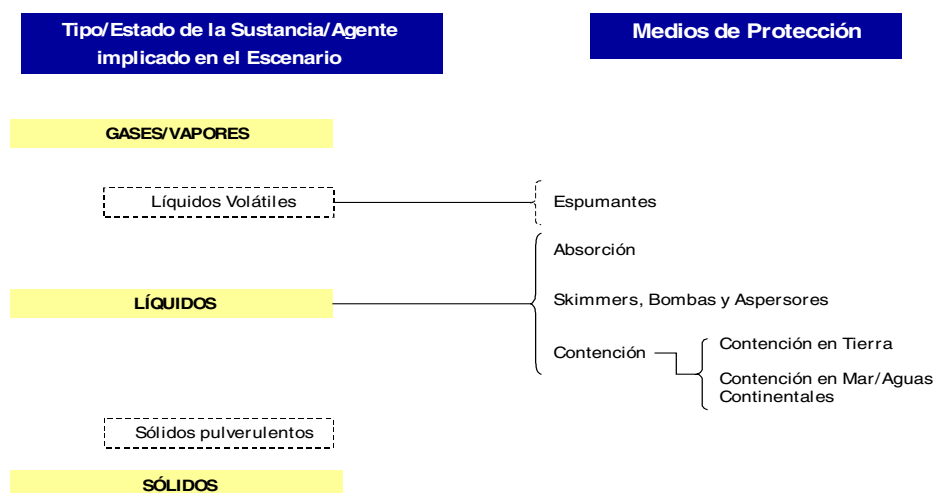 Tipo/Estado de la Sustancia/Agente
implicado en el Escenario
Medios de Protección
GASES/VAPORES
Líquidos Volátiles
Espumantes
Absorción
LÍQUIDOS
Skimmers, Bombas y Aspersores
Contención
Contención en Tierra
Contención en Mar/Aguas
Continentales
Sólidos pulverulentos
SÓLIDOS